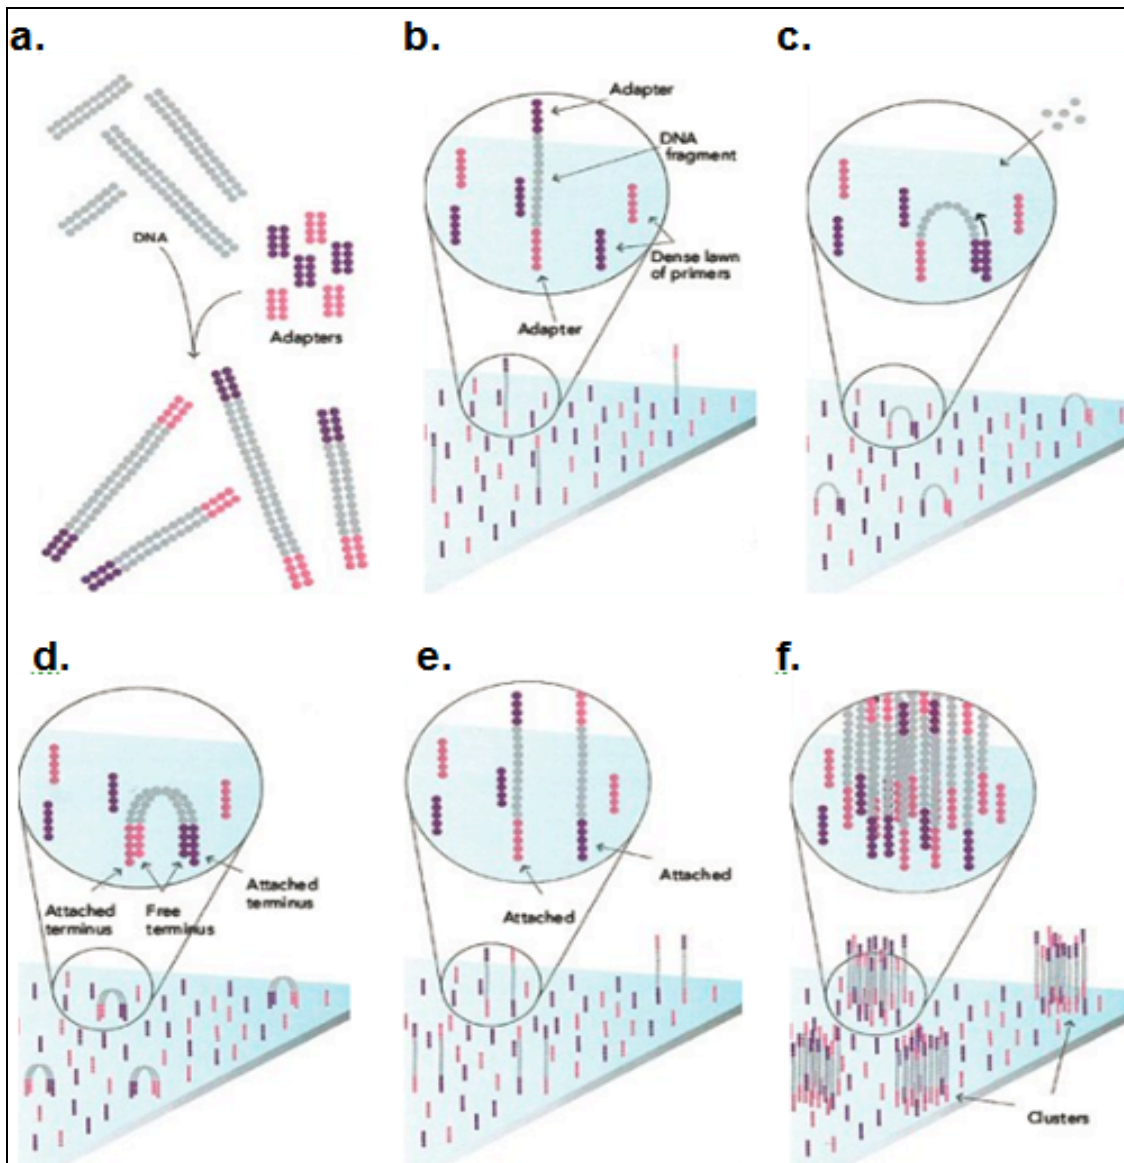 a.
DNA
Adapters
b.
Adapter
DNA
fragment
Dense lawn
of primers
Adapter
c.
d.
Attached
terminus
Free
terminus
Attached
terminus
e.
Attached
Attached
f.
Clusters